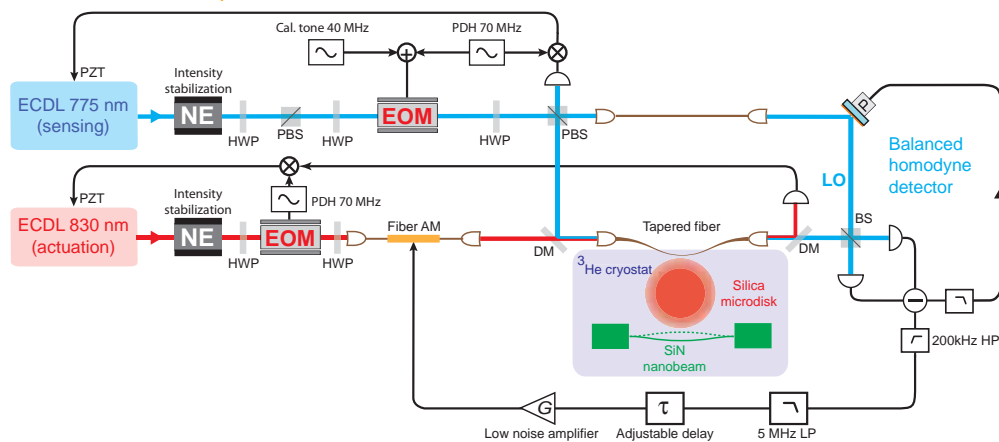 Cal. tone 40 MHz
PDH 70 MHz
PZT
Intensity
stabilization
ECDL 775 nm
(sensing)
NE
HWP
PBS
HWP
EOM
HWP
PBS
P
Balanced
homodyne
detector
LO
BS
PZT
Intensity
stabilization
PDH 70 MHz
ECDL 830 nm
(actuation)
NE
HWP
EOM
HWP
Fiber AM
DM
Tapered fiber
DM
3He cryostat
Silica
microdisk
SiN
nanobeam
200kHz HP
G
τ
Low noise amplifier
Adjustable delay
5 MHz LP